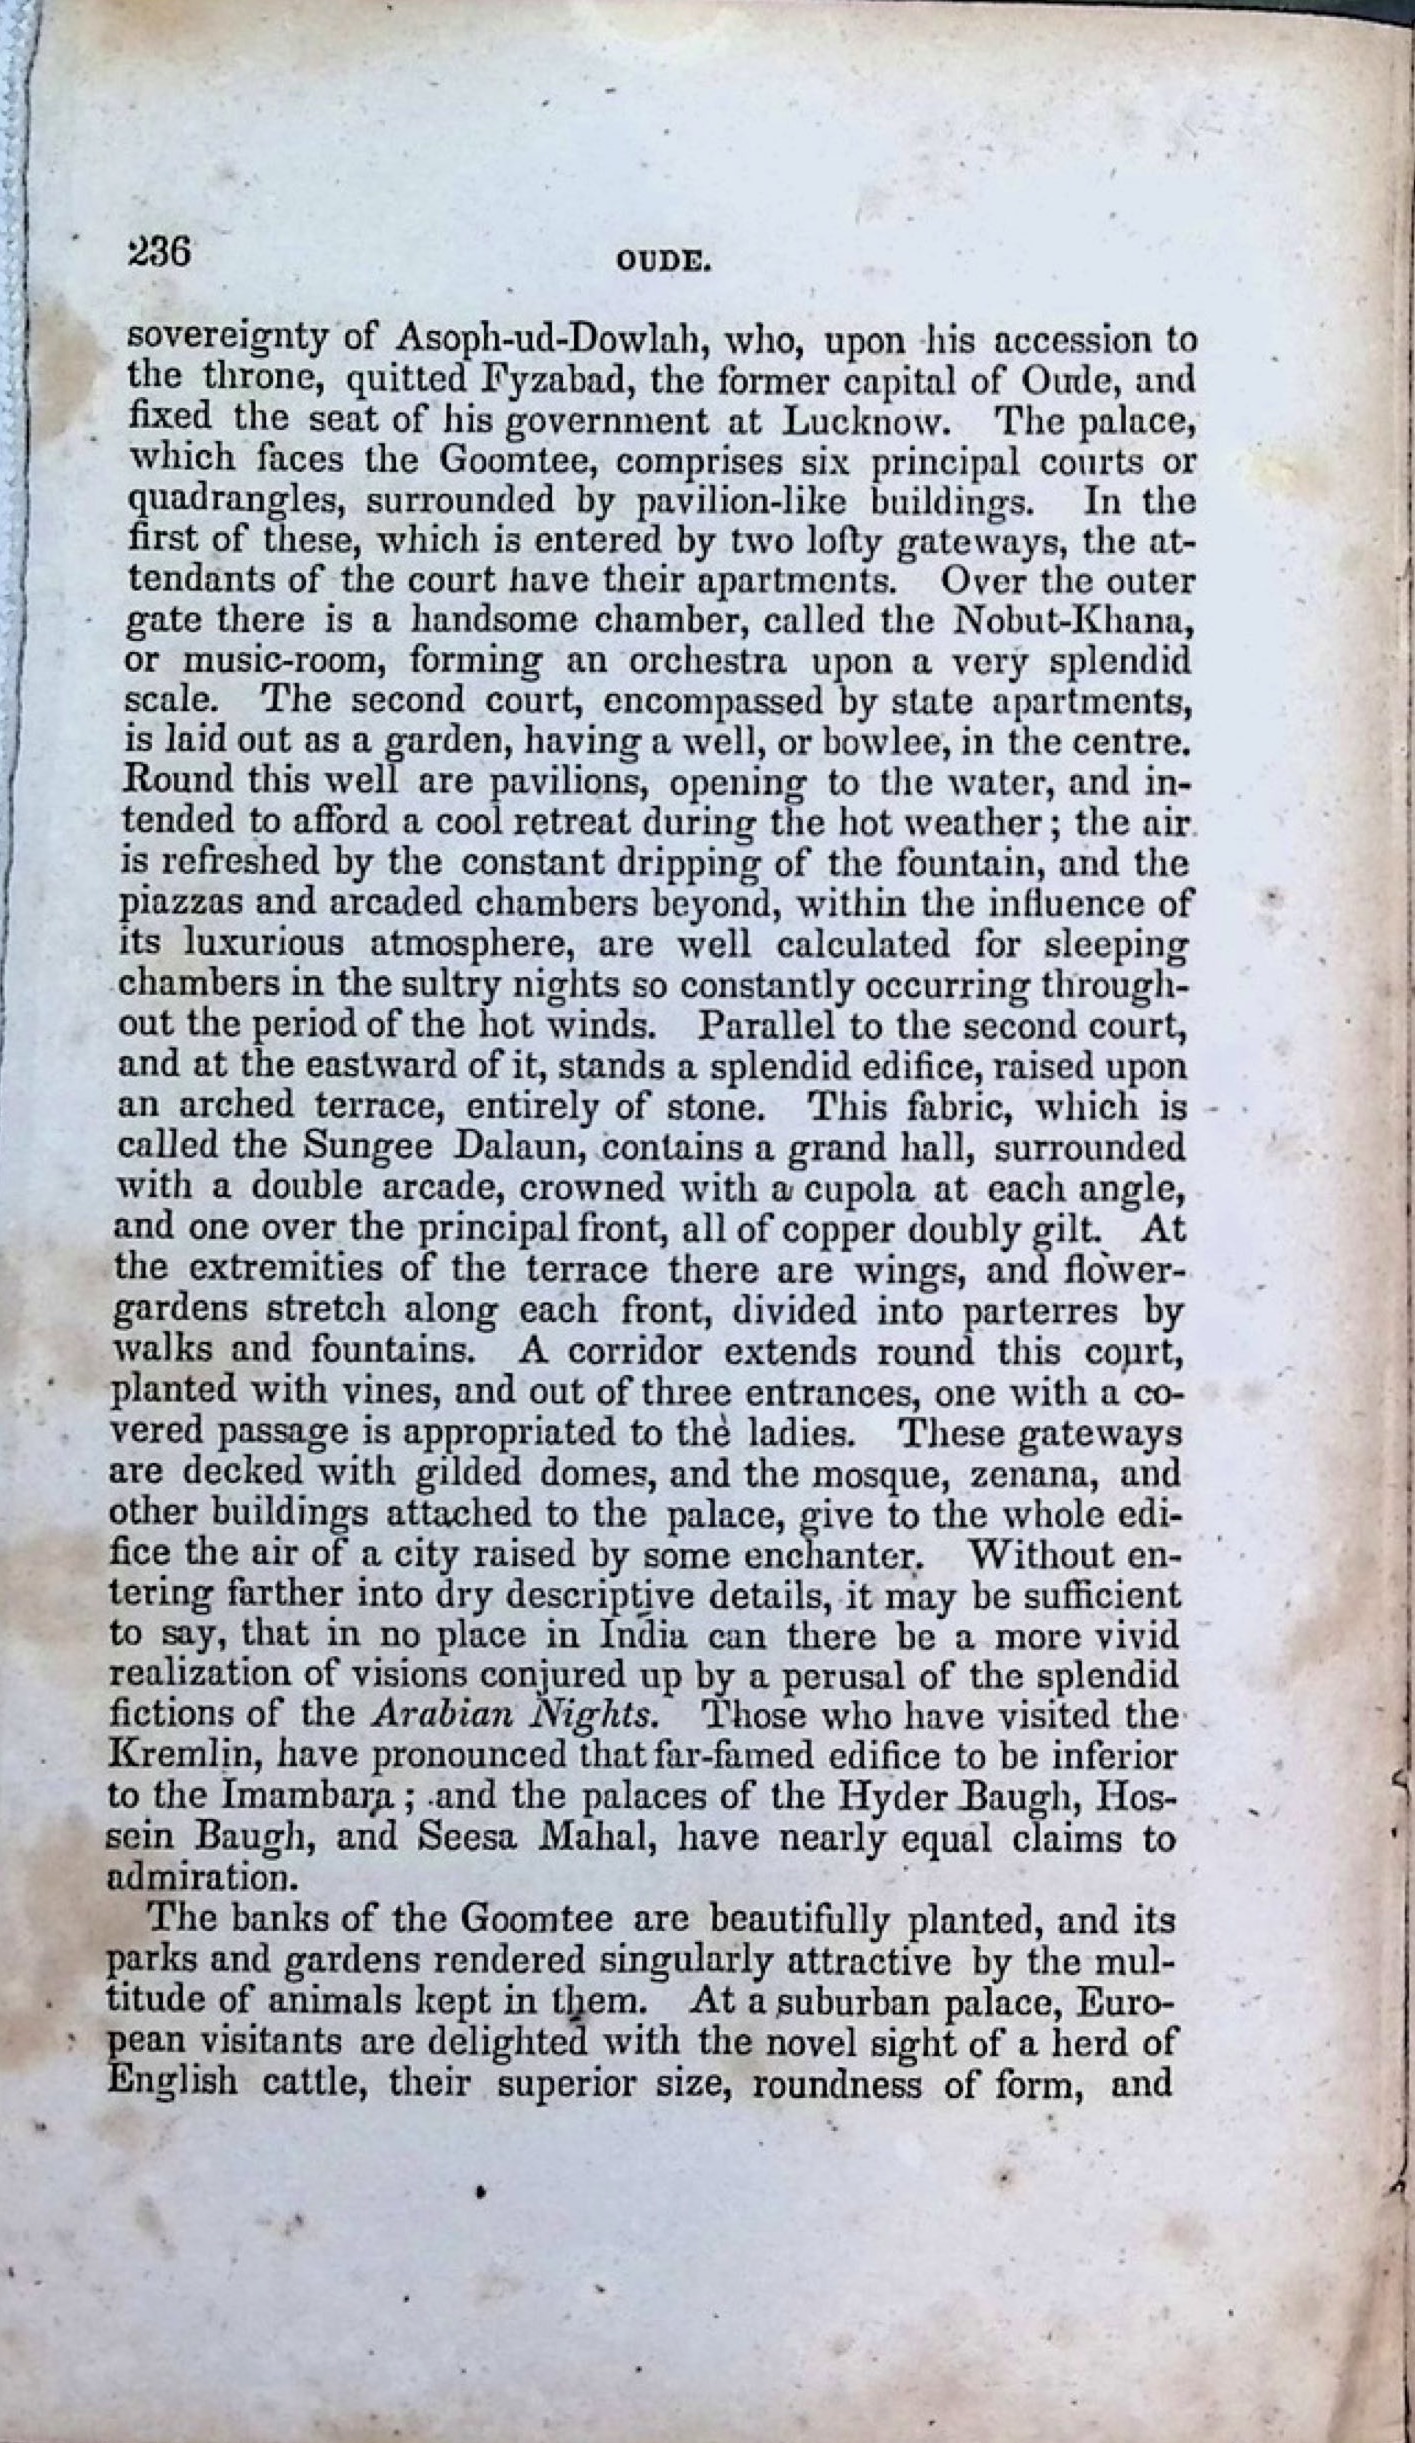 236
OUDE.
sovereignty of Asoph-ud-Dowlah, who, upon his accession to
the throne, quitted Fyzabad, the former capital of Oude, and
fixed the seat of his government at Lucknow. The palace,
which faces the Goomtee, comprises six principal courts or
quadrangles, surrounded by pavilion-like buildings. In the
first of these, which is entered by two lofty gateways, the at-
tendants of the court have their apartments. Over the outer
gate there is a handsome chamber, called the Nobut-Khana,
or music-room, forming an orchestra upon a very splendid
scale. The second court, encompassed by state apartments,
is laid out as a garden, having a well, or bowlee, in the centre.
Round this well are pavilions, opening to the water, and in-
tended to afford a cool retreat during the hot weather; the air
is refreshed by the constant dripping of the fountain, and the
piazzas and arcaded chambers beyond, within the influence of
its luxurious atmosphere, are well calculated for sleeping
chambers in the sultry nights so constantly occurring through-
out the period of the hot winds. Parallel to the second court,
and at the eastward of it, stands a splendid edifice, raised upon
an arched terrace, entirely of stone. This fabric, which is
called the Sungee Dalaun, contains a grand hall, surrounded
with a double arcade, crowned with a cupola at each angle,
and one over the principal front, all of copper doubly gilt. At
the extremities of the terrace there are wings, and flower-
gardens stretch along each front, divided into parterres by
walks and fountains. A corridor extends round this court,
planted with vines, and out of three entrances, one with a co-
vered passage is appropriated to the ladies. These gateways
are decked with gilded domes, and the mosque, zenana, and
other buildings attached to the palace, give to the whole edi-
fice the air of a city raised by some enchanter. Without en-
tering farther into dry descriptive details, it may be sufficient
to say, that in no place in India can there be a more vivid
realization of visions conjured up by a perusal of the splendid
fictions of the Arabian Nights. Those who have visited the
Kremlin, have pronounced that far-famed edifice to be inferior
to the Imambara; and the palaces of the Hyder Baugh, Hos-
sein Baugh, and Seesa Mahal, have nearly equal claims to
admiration.
The banks of the Goomtee are beautifully planted, and its
parks and gardens rendered singularly attractive by the mul-
titude of animals kept in them. At a suburban palace, Euro-
pean visitants are delighted with the novel sight of a herd of
English cattle, their superior size, roundness of form, and